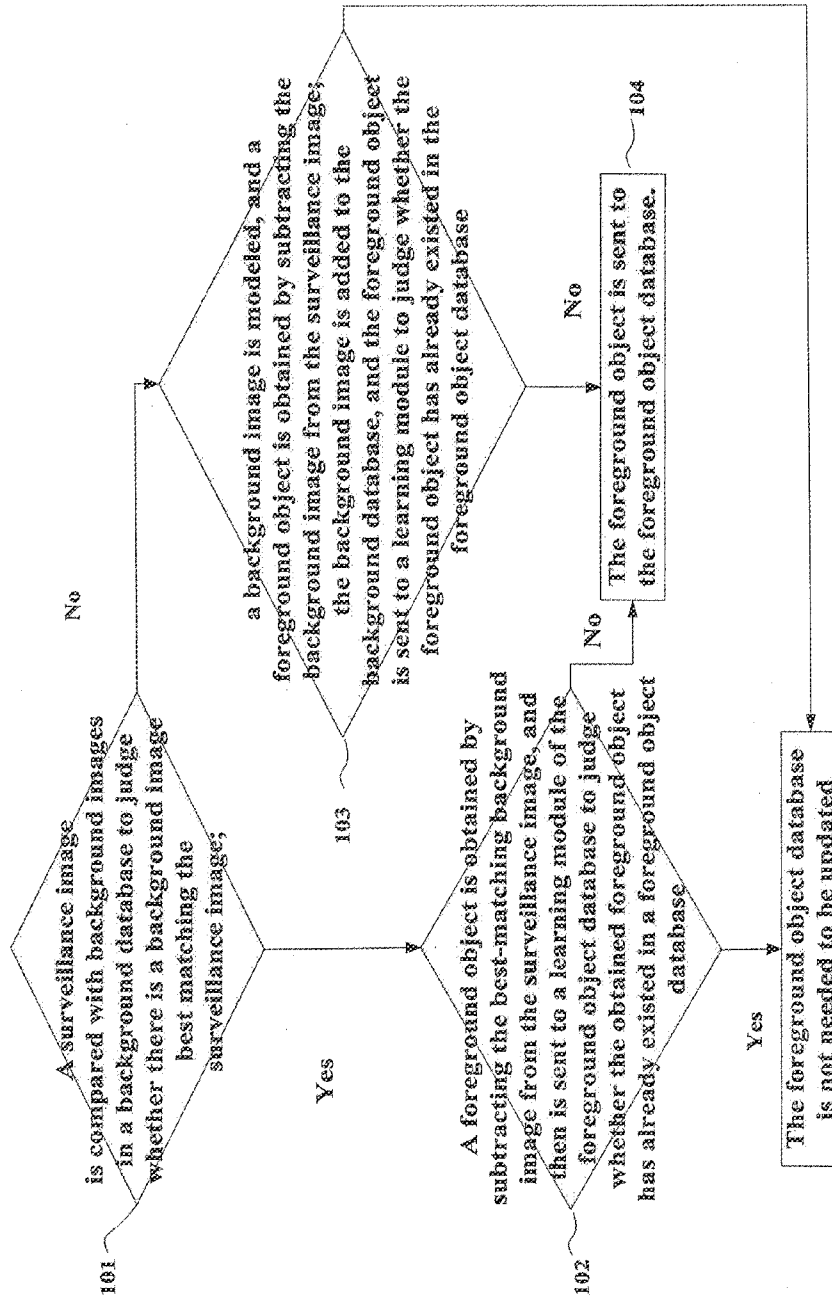 A surveillance image
is compared with background images
in a background database to judge
whether there is a background image
best matching the
surveillance image;
101
No
Yes
a background image is modeled, and a
foreground object is obtained by subtracting the
background image from the surveillance image;
the background image is added to the
background database, and the foreground object
is sent to a learning module to judge whether the
foreground object has already existed in the
foreground object database
103
A foreground object is obtained by
subtracting the best-matching background
image from the surveillance image, and
then is sent to a learning module of the
foreground object database to judge
whether the obtained foreground object
has already existed in a foreground object
database
102
No
No
The foreground object is sent to
the foreground object database.
104
Yes
The foreground object database
is not needed to be updated